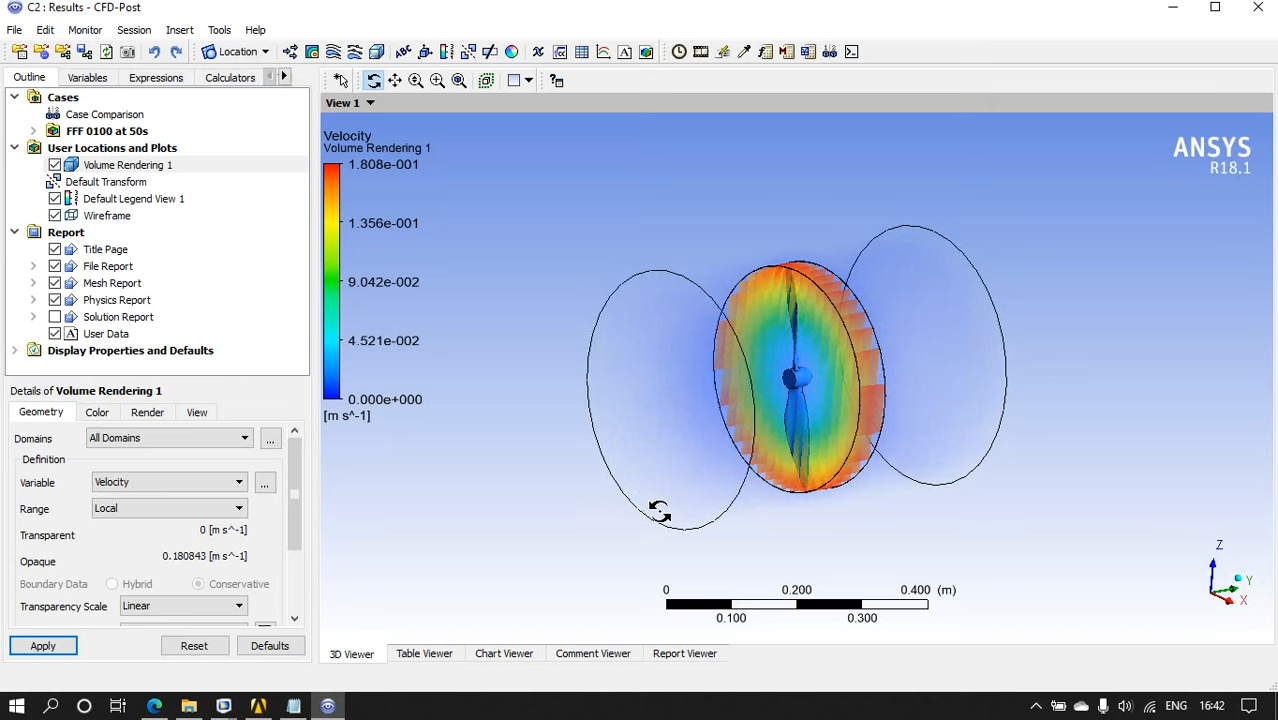 C2 : Results - CFD-Post
File Edit Monitor Session Insert Tools Help
Location
Outline Variables Expressions Calculators
Cases
Case Comparison
FFF 0100 at 50s
User Locations and Plots
Volume Rendering 1
Default Transform
Default Legend View 1
Wireframe
Report
Title Page
File Report
Mesh Report
Physics Report
Solution Report
User Data
Display Properties and Defaults
Details of Volume Rendering 1
Geometry Color Render View
Domains All Domains
Definition
Variable Velocity
Range Local
Transparent 0 [m s^-1]
Opaque 0.180843 [m s^-1]
Boundary Data Hybrid Conservative
Transparency Scale Linear
Apply Reset Defaults
View 1
Velocity
Volume Rendering 1
1.808e-001
1.356e-001
9.042e-002
4.521e-002
0.000e+000
[m s^-1]
ANSYS
R18.1
0 0.200 0.400 (m)
0.100 0.300
Z
Y
X
3D Viewer Table Viewer Chart Viewer Comment Viewer Report Viewer
ENG 16:42